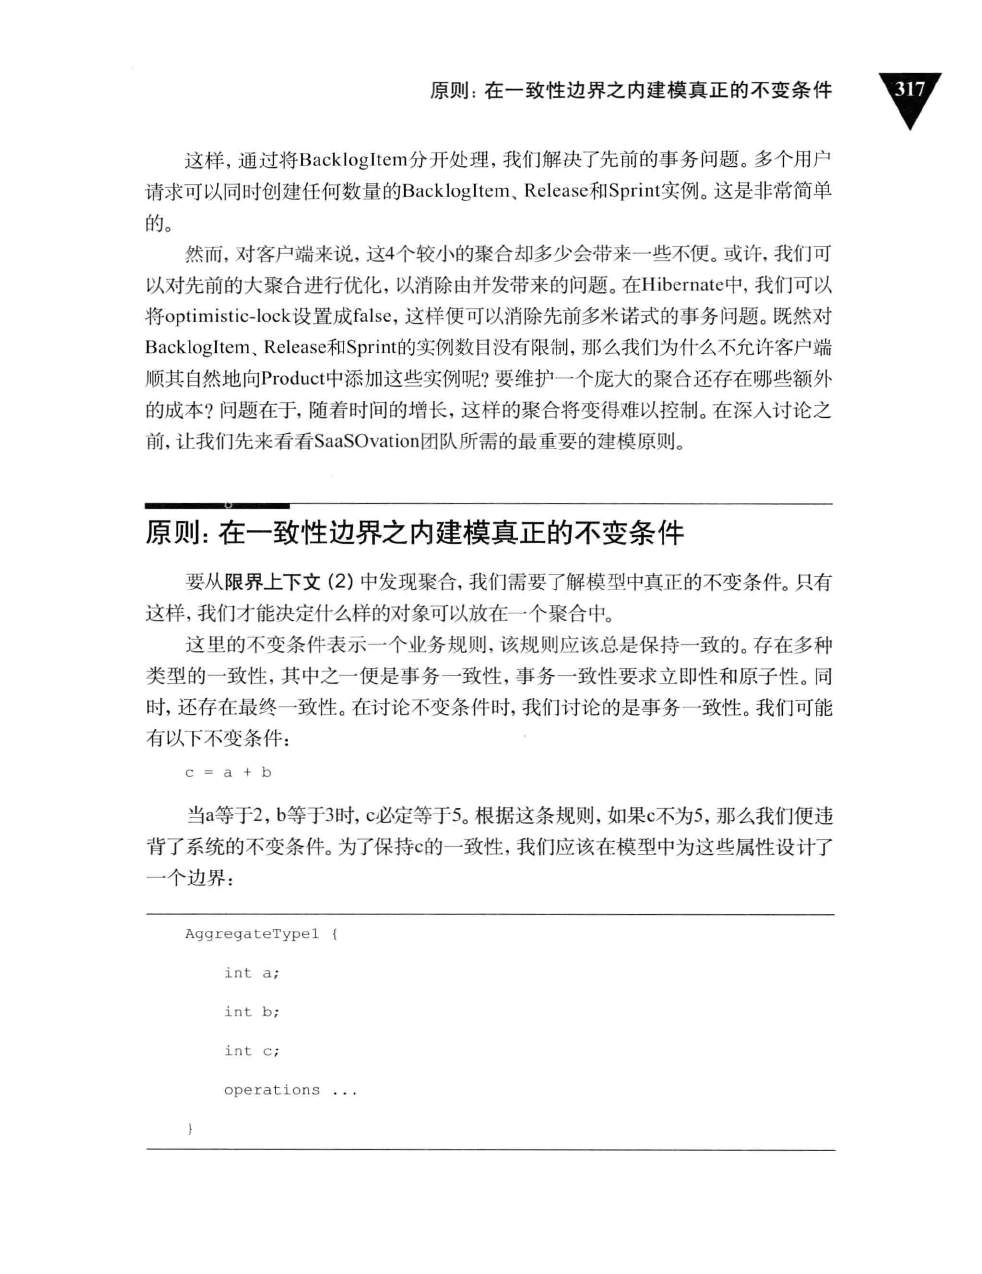 原则：在一致性边界之内建模真正的不变条件
317
这样，通过将BacklogItem分开处理，我们解决了先前的事务问题。多个用户
请求可以同时创建任何数量的BacklogItem、Release和Sprint实例。这是非常简单
的。
然而，对客户端来说，这4个较小的聚合却多少会带来一些不便。或许，我们可
以对先前的大聚合进行优化，以消除由并发带来的问题。在Hibernate中，我们可以
将optimistic-lock设置成false，这样便可以消除先前多米诺式的事务问题。既然对
BacklogItem、Release和Sprint的实例数目没有限制，那么我们为什么不允许客户端
顺其自然地向Product中添加这些实例呢？要维护一个庞大的聚合还存在哪些额外
的成本？问题在于，随着时间的增长，这样的聚合将变得难以控制。在深入讨论之
前，让我们先来看看SaaSOvation团队所需的最重要的建模原则。
原则：在一致性边界之内建模真正的不变条件
要从限界上下文（2）中发现聚合，我们需要了解模型中真正的不变条件。只有
这样，我们才能决定什么样的对象可以放在一个聚合中。
这里的不变条件表示一个业务规则，该规则应该总是保持一致的。存在多种
类型的一致性，其中之一便是事务一致性，事务一致性要求立即性和原子性。同
时，还存在最终一致性。在讨论不变条件时，我们讨论的是事务一致性。我们可能
有以下不变条件：
c = a + b
当a等于2，b等于3时，c必定等于5。根据这条规则，如果c不为5，那么我们便违
背了系统的不变条件。为了保持c的一致性，我们应该在模型中为这些属性设计了
一个边界：
AggregateType1 {
int a;
int b;
int c;
operations ...
}